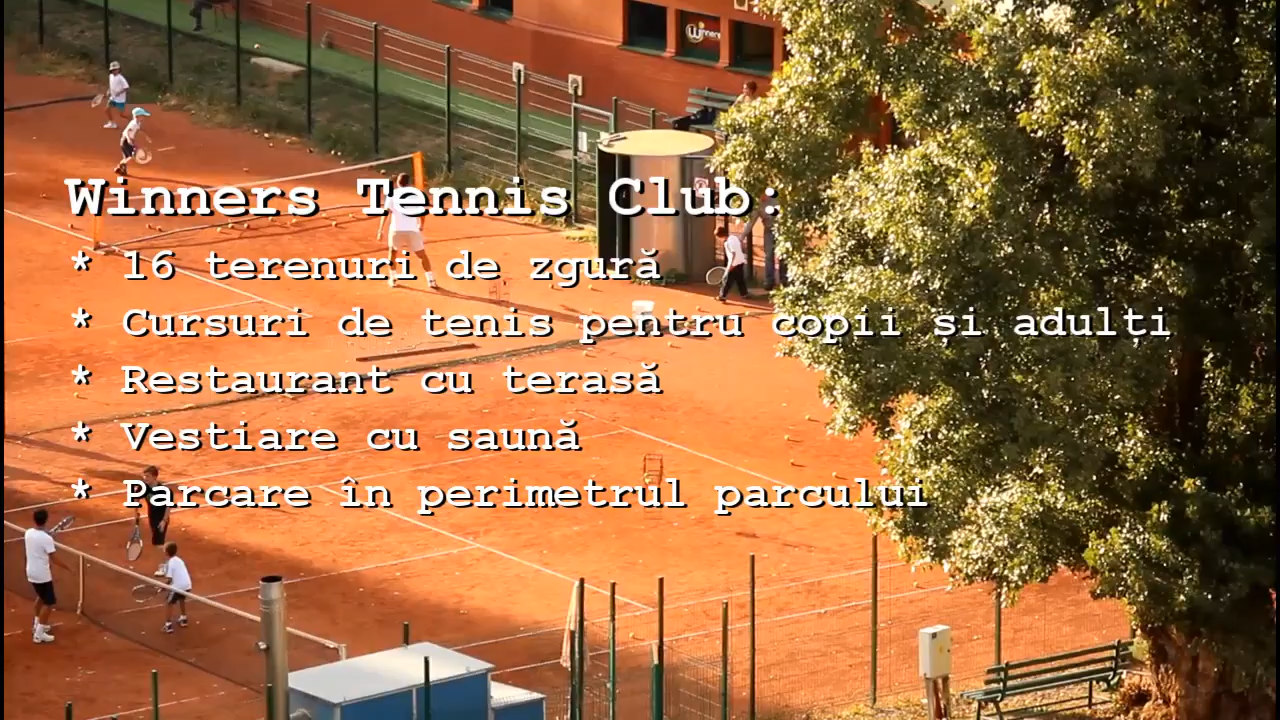 Winners
Winners Tennis Club:
* 16 terenuri de zgură
* Cursuri de tenis pentru copii și adulți
* Restaurant cu terasă
* Vestiare cu saună
* Parcare în perimetrul parcului